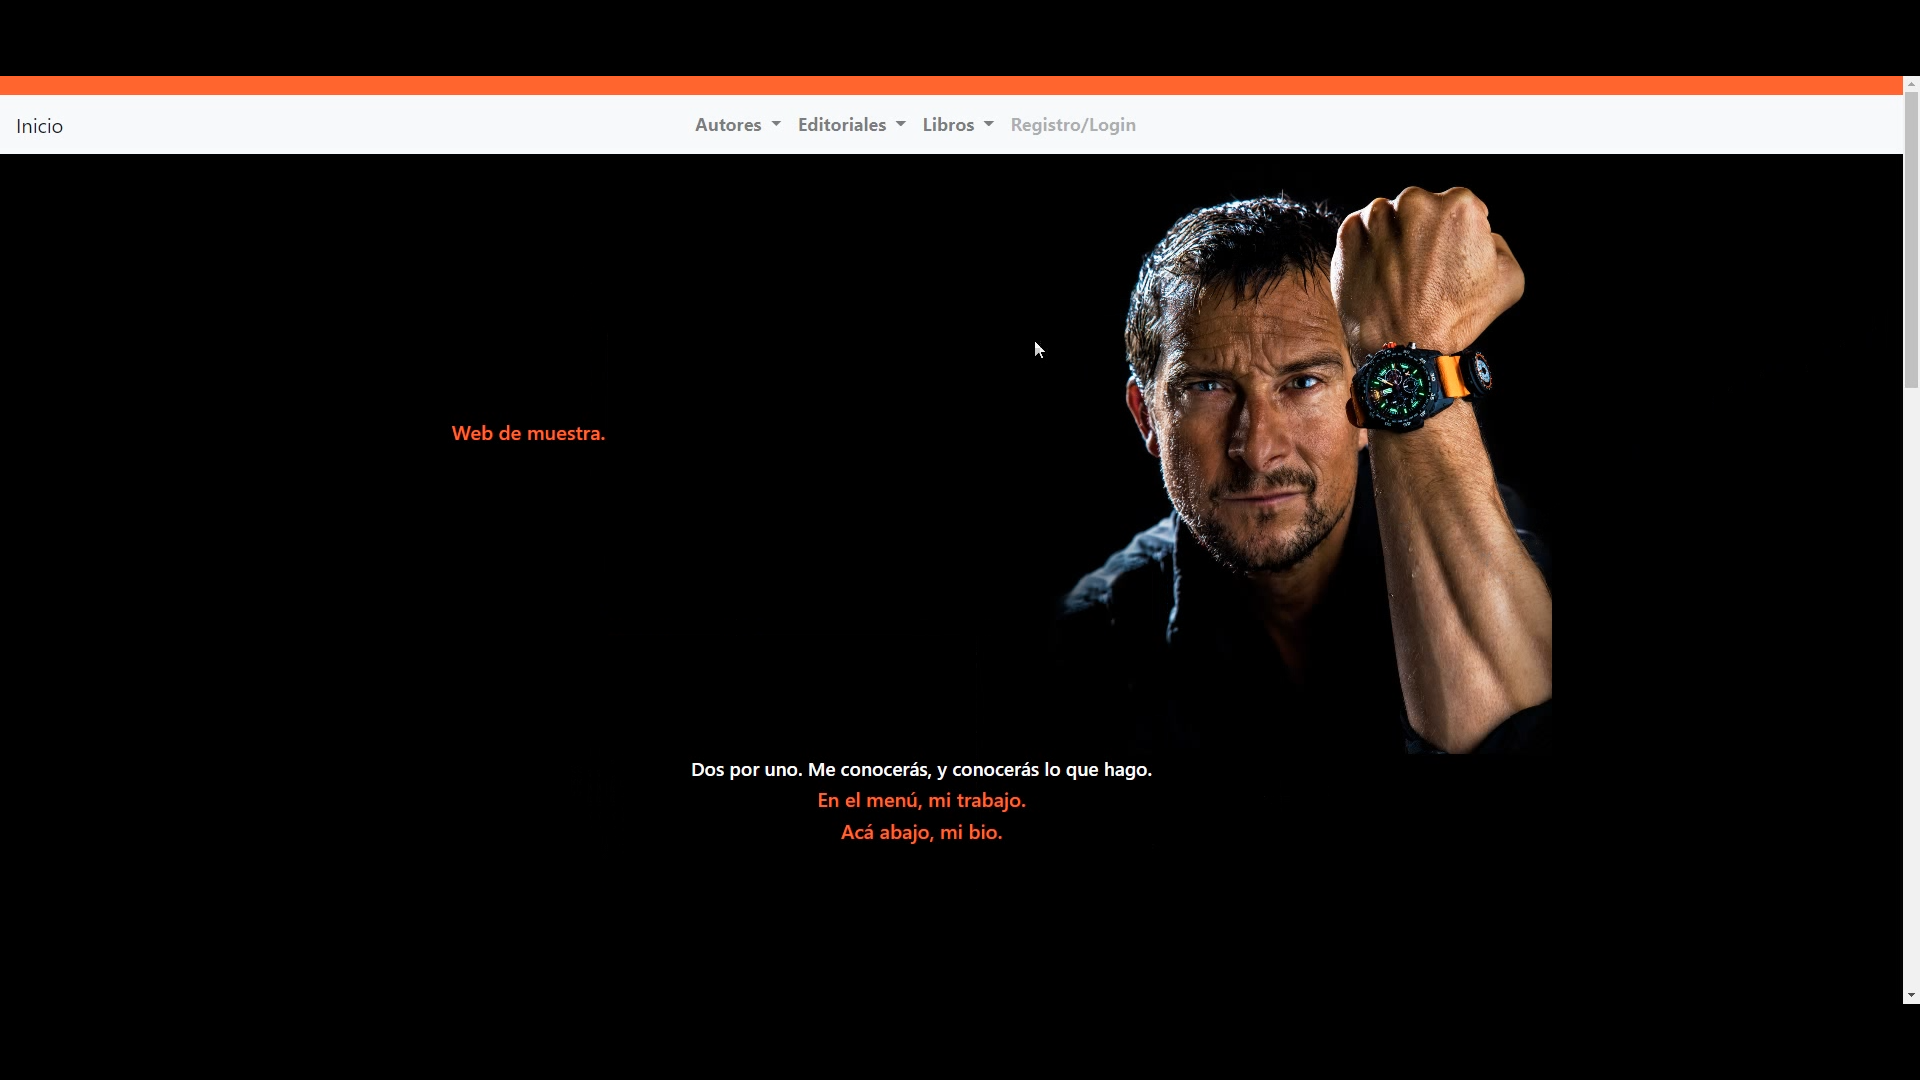 Inicio
Autores Editoriales Libros Registro/Login
Web de muestra.
Dos por uno. Me conocerás, y conocerás lo que hago.
En el menú, mi trabajo.
Acá abajo, mi bio.